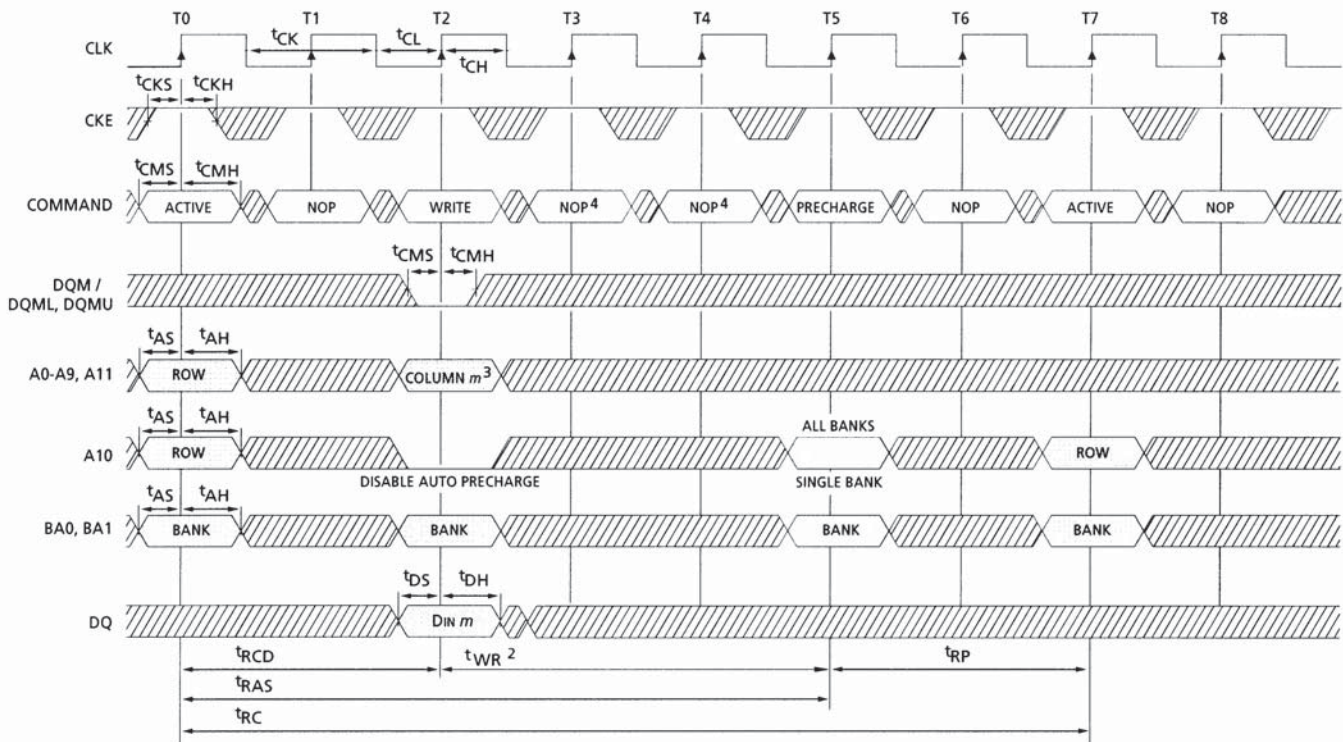 T0 T1 T2 T3 T4 T5 T6 T7 T8
CLK
tCK tCL
tCH
tCKS tCKH
CKE
tCMS tCMH
COMMAND ACTIVE NOP WRITE NOP4 NOP4 PRECHARGE NOP ACTIVE NOP
tCMS tCMH
DQM /
DQML, DQMU
tAS tAH
A0-A9, A11 ROW COLUMN m3
tAS tAH ALL BANKS
A10 ROW ROW
DISABLE AUTO PRECHARGE SINGLE BANK
tAS tAH
BA0, BA1 BANK BANK BANK BANK
tDS tDH
DQ DIN m
tRCD tWR 2 tRP
tRAS
tRC